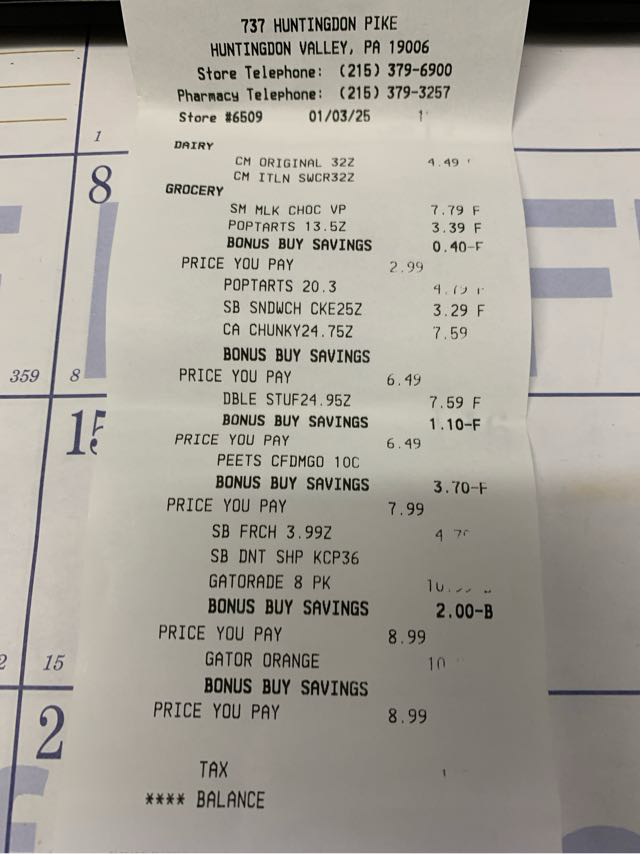 737 HUNTINGDON PIKE
HUNTINGDON VALLEY, PA 19006
Store Telephone: (215) 379-6900
Pharmacy Telephone: (215) 379-3257
Store #6509 01/03/25
DAIRY
CM ORIGINAL 32Z 4.49
CM ITLN SWCR32Z
GROCERY
SM MLK CHOC VP 7.79 F
POPTARTS 13.5Z 3.39 F
BONUS BUY SAVINGS 0.40-F
PRICE YOU PAY 2.99
POPTARTS 20.3
SB SNDWCH CKE25Z 3.29 F
CA CHUNKY24.75Z 7.59
BONUS BUY SAVINGS
PRICE YOU PAY 6.49
DBLE STUF24.95Z 7.59 F
BONUS BUY SAVINGS 1.10-F
PRICE YOU PAY 6.49
PEETS CFDMGO 10C
BONUS BUY SAVINGS 3.70-F
PRICE YOU PAY 7.99
SB FRCH 3.99Z
SB DNT SHP KCP36
GATORADE 8 PK
BONUS BUY SAVINGS 2.00-B
PRICE YOU PAY 8.99
GATOR ORANGE
BONUS BUY SAVINGS
PRICE YOU PAY 8.99
TAX
**** BALANCE
1
8
359
8
15
15
2